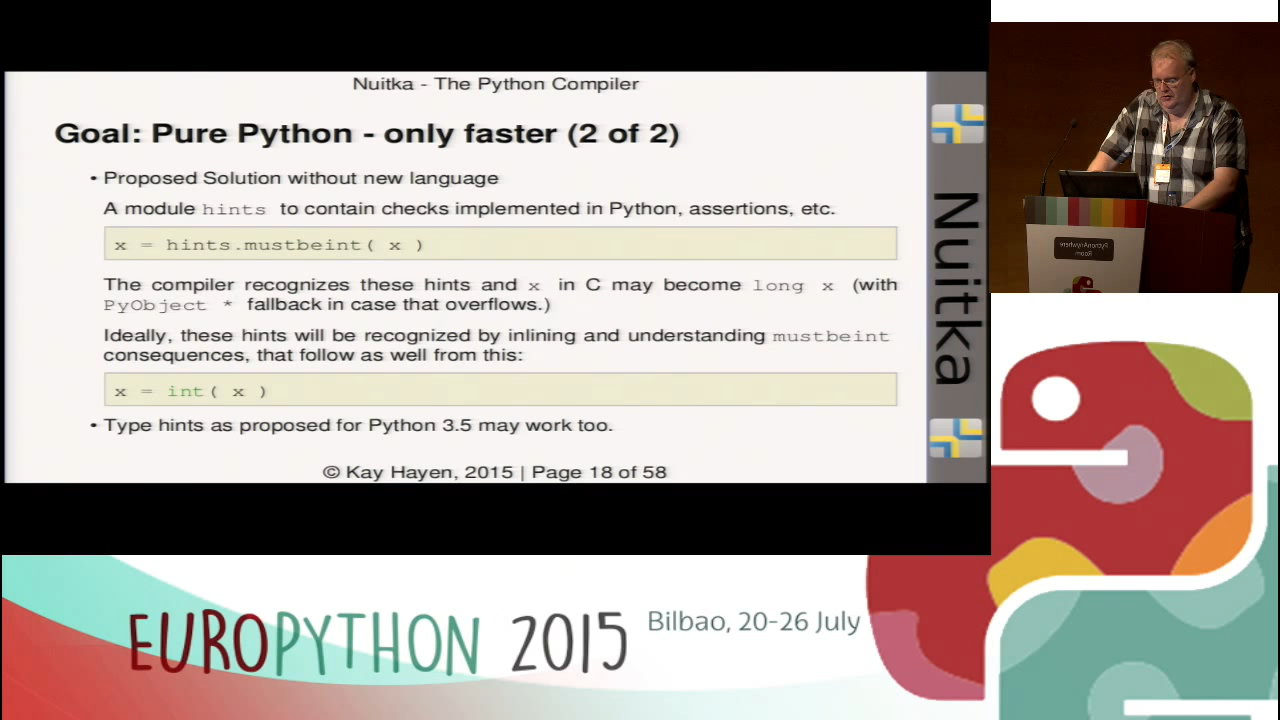 Nuitka - The Python Compiler
Goal: Pure Python - only faster (2 of 2)
• Proposed Solution without new language
A module hints to contain checks implemented in Python, assertions, etc.
x = hints.mustbeint( x )
The compiler recognizes these hints and x in C may become long x (with
PyObject * fallback in case that overflows.)
Ideally, these hints will be recognized by inlining and understanding mustbeint
consequences, that follow as well from this:
x = int( x )
• Type hints as proposed for Python 3.5 may work too.
© Kay Hayen, 2015 | Page 18 of 58
Nuitka
PythonAnywhere
Room
EUROPYTHON 2015
Bilbao, 20-26 July